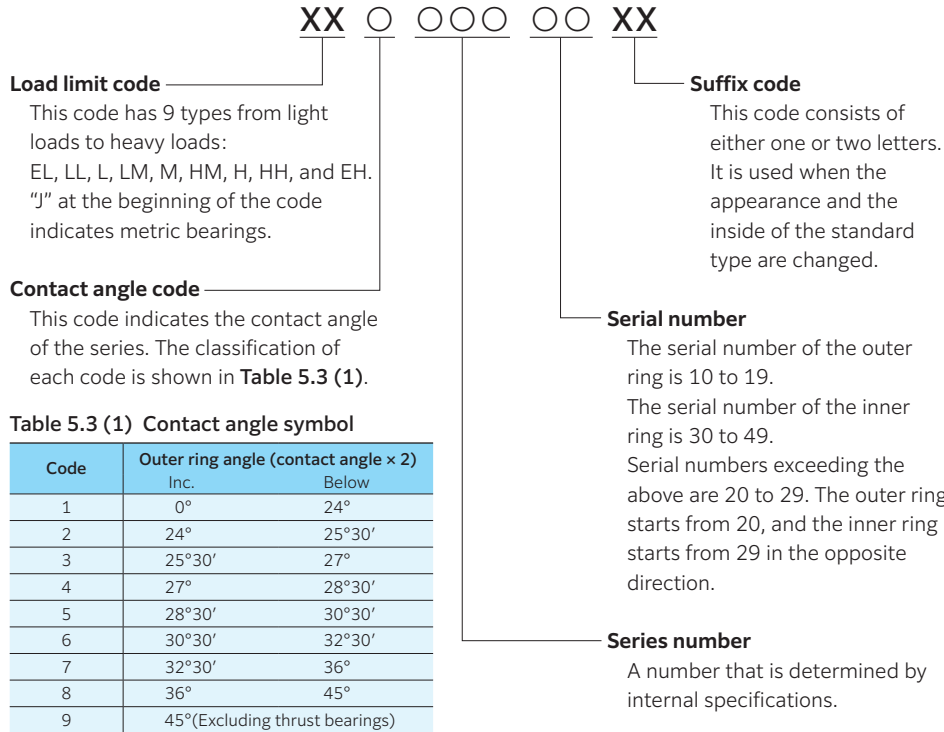 XX ○ ○○○ ○○ XX
Load limit code
This code has 9 types from light
loads to heavy loads:
EL, LL, L, LM, M, HM, H, HH, and EH.
“J” at the beginning of the code
indicates metric bearings.
Contact angle code
This code indicates the contact angle
of the series. The classification of
each code is shown in Table 5.3 (1).
Table 5.3 (1) Contact angle symbol
Code Outer ring angle (contact angle × 2)
Inc. Below
1 0° 24°
2 24° 25°30′
3 25°30′ 27°
4 27° 28°30′
5 28°30′ 30°30′
6 30°30′ 32°30′
7 32°30′ 36°
8 36° 45°
9 45°(Excluding thrust bearings)
Suffix code
This code consists of
either one or two letters.
It is used when the
appearance and the
inside of the standard
type are changed.
Serial number
The serial number of the outer
ring is 10 to 19.
The serial number of the inner
ring is 30 to 49.
Serial numbers exceeding the
above are 20 to 29. The outer ring
starts from 20, and the inner ring
starts from 29 in the opposite
direction.
Series number
A number that is determined by
internal specifications.